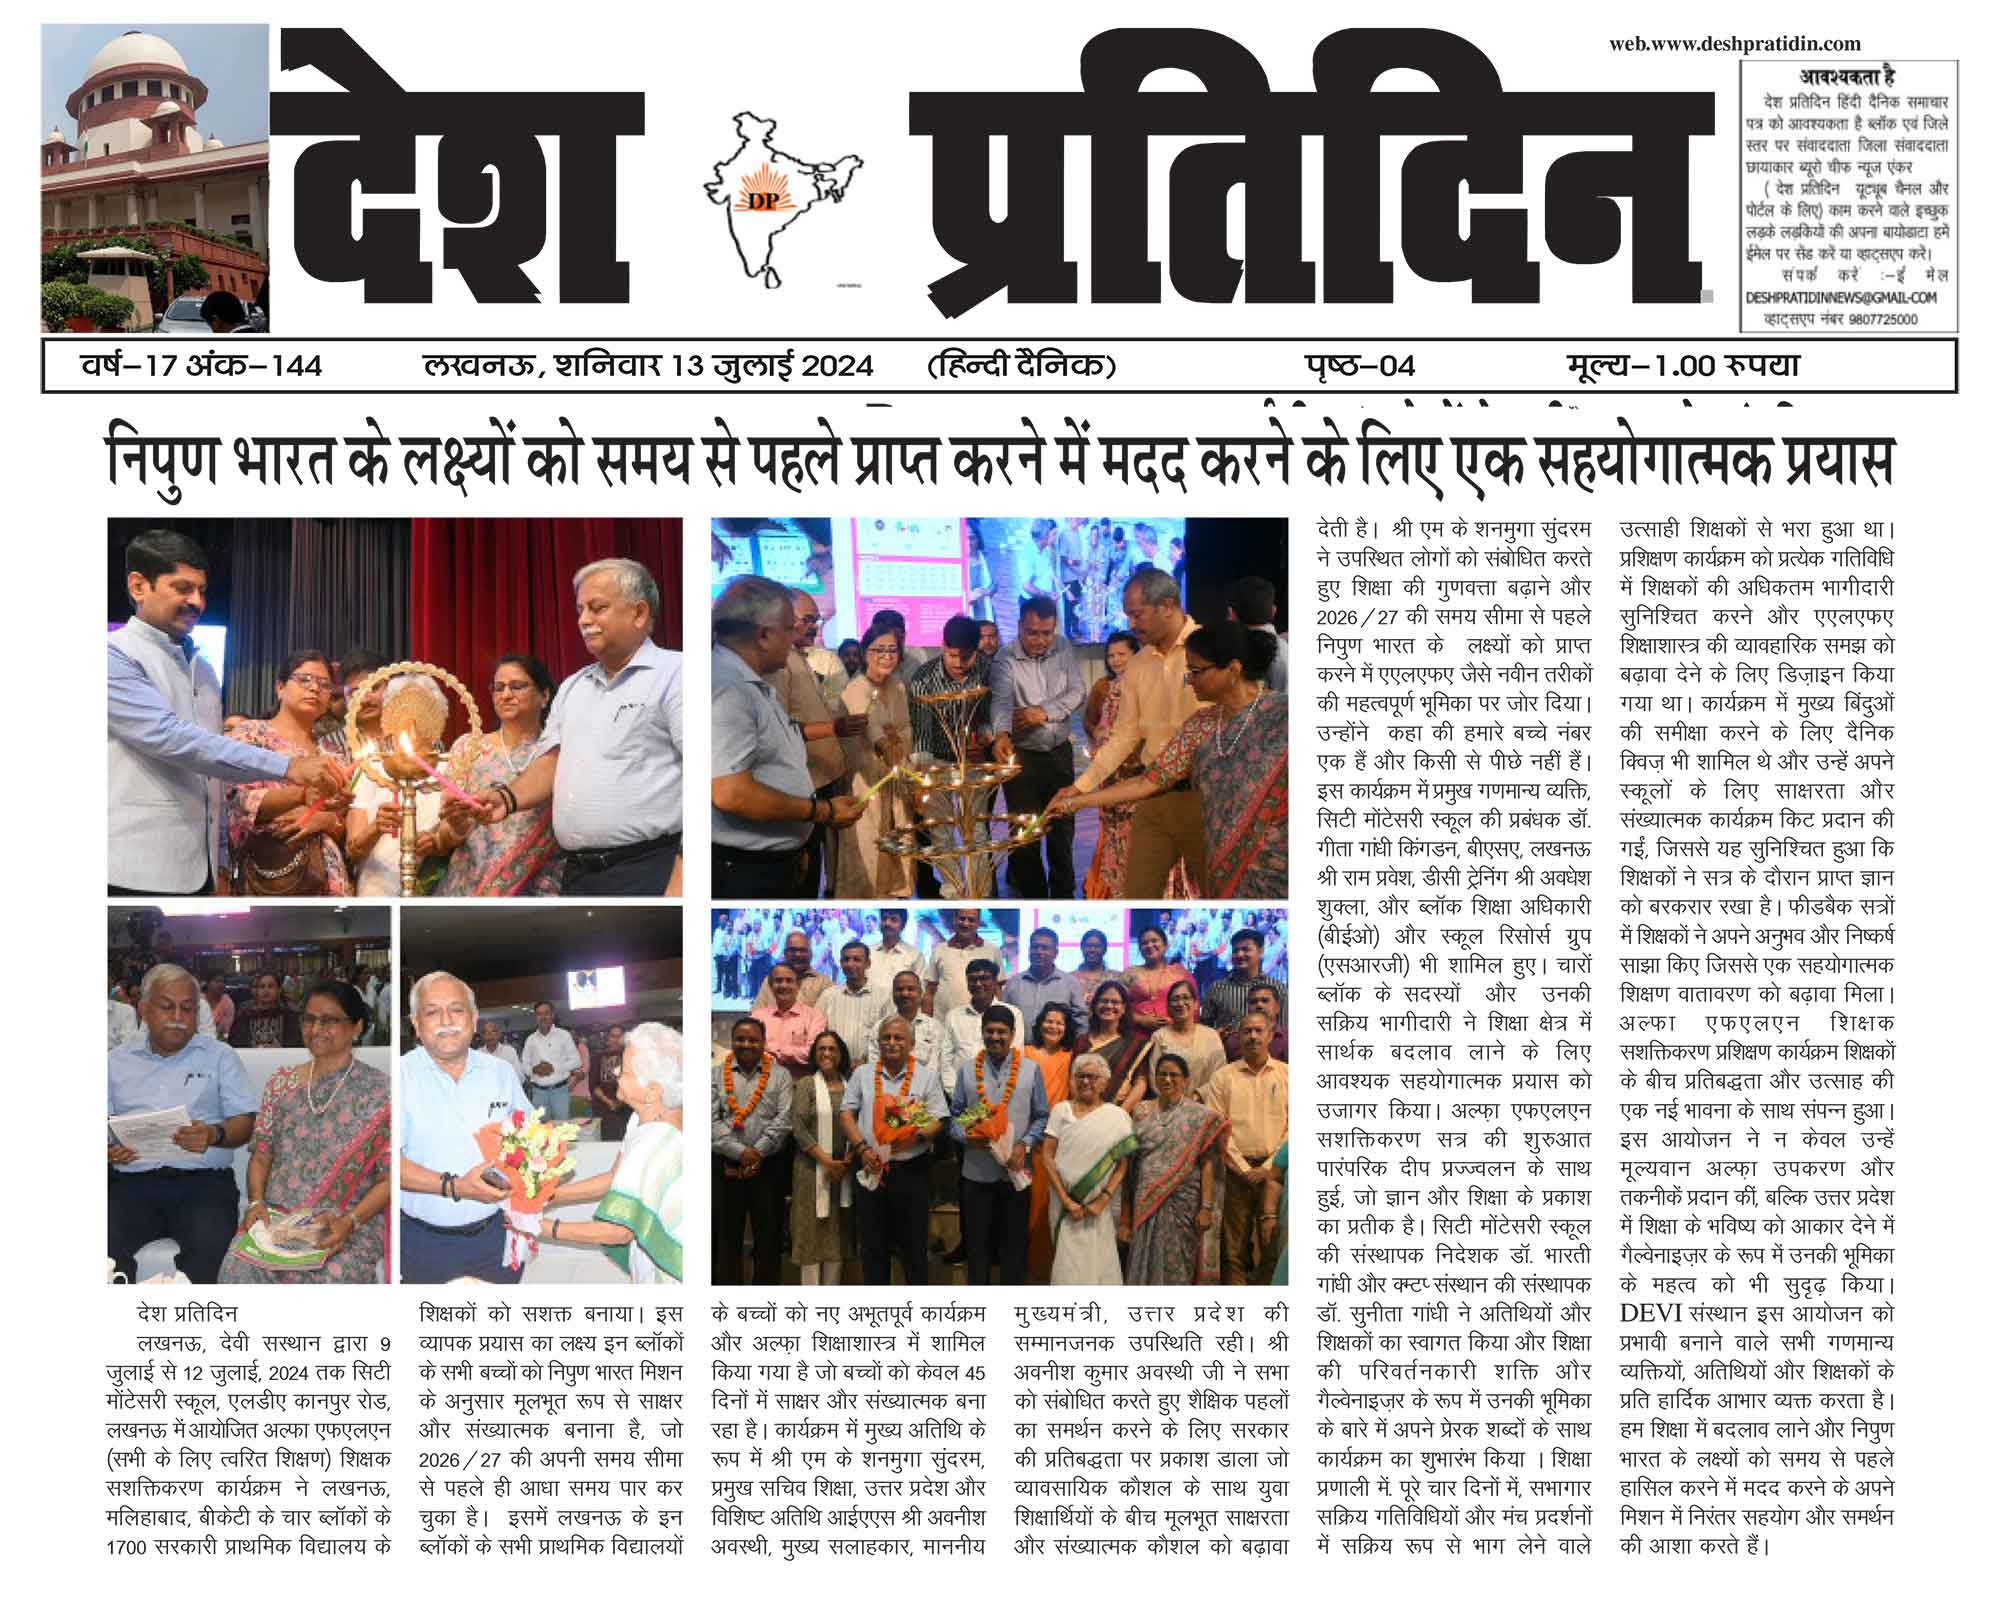 web.www.deshpratidin.com
देश प्रतिदिन
DP
आवश्यकता है
देश प्रतिदिन हिंदी दैनिक समाचार
पत्र को आवश्यकता है ब्लॉक एवं जिले
स्तर पर संवाददाता जिला संवाददाता
छायाकार ब्यूरो चीफ न्यूज एंकर
( देश प्रतिदिन यूट्यूब चैनल और
पोर्टल के लिए) काम करने वाले इच्छुक
लड़के लड़कियों की अपना बायोडाटा हमें
ईमेल पर सेंड करें या व्हाट्सएप करें।
संपर्क करें :-ई मेल
DESHPRATIDINNEWS@GMAIL-COM
व्हाट्सएप नंबर 9807725000
वर्ष-17 अंक-144 लखनऊ, शनिवार 13 जुलाई 2024 (हिन्दी दैनिक) पृष्ठ-04 मूल्य-1.00 रूपया
निपुण भारत के लक्ष्यों को समय से पहले प्राप्त करने में मदद करने के लिए एक सहयोगात्मक प्रयास
देश प्रतिदिन
लखनऊ, देवी सस्थान द्वारा 9
जुलाई से 12 जुलाई, 2024 तक सिटी
मोंटेसरी स्कूल, एलडीए कानपुर रोड,
लखनऊ में आयोजित अल्फा एफएलएन
(सभी के लिए त्वरित शिक्षण) शिक्षक
सशक्तिकरण कार्यक्रम ने लखनऊ,
मलिहाबाद, बीकेटी के चार ब्लॉकों के
1700 सरकारी प्राथमिक विद्यालय के
शिक्षकों को सशक्त बनाया। इस
व्यापक प्रयास का लक्ष्य इन ब्लॉकों
के सभी बच्चों को निपुण भारत मिशन
के अनुसार मूलभूत रूप से साक्षर
और संख्यात्मक बनाना है, जो
2026/27 की अपनी समय सीमा
से पहले ही आधा समय पार कर
चुका है। इसमें लखनऊ के इन
ब्लॉकों के सभी प्राथमिक विद्यालयों
के बच्चों को नए अभूतपूर्व कार्यक्रम
और अल्फ़ा शिक्षाशास्त्र में शामिल
किया गया है जो बच्चों को केवल 45
दिनों में साक्षर और संख्यात्मक बना
रहा है। कार्यक्रम में मुख्य अतिथि के
रूप में श्री एम के शनमुगा सुंदरम,
प्रमुख सचिव शिक्षा, उत्तर प्रदेश और
विशिष्ट अतिथि आईएएस श्री अवनीश
अवस्थी, मुख्य सलाहकार, माननीय
मुख्यमंत्री, उत्तर प्रदेश की
सम्मानजनक उपस्थिति रही। श्री
अवनीश कुमार अवस्थी जी ने सभा
को संबोधित करते हुए शैक्षिक पहलों
का समर्थन करने के लिए सरकार
की प्रतिबद्धता पर प्रकाश डाला जो
व्यावसायिक कौशल के साथ युवा
शिक्षार्थियों के बीच मूलभूत साक्षरता
और संख्यात्मक कौशल को बढ़ावा
देती है। श्री एम के शनमुगा सुंदरम
ने उपस्थित लोगों को संबोधित करते
हुए शिक्षा की गुणवत्ता बढ़ाने और
2026/27 की समय सीमा से पहले
निपुण भारत के लक्ष्यों को प्राप्त
करने में एएलएफए जैसे नवीन तरीकों
की महत्वपूर्ण भूमिका पर जोर दिया।
उन्होंने कहा की हमारे बच्चे नंबर
एक हैं और किसी से पीछे नहीं हैं।
इस कार्यक्रम में प्रमुख गणमान्य व्यक्ति,
सिटी मोंटेसरी स्कूल की प्रबंधक डॉ.
गीता गांधी किंगडन, बीएसए, लखनऊ
श्री राम प्रवेश, डीसी ट्रेनिंग श्री अवधेश
शुक्ला, और ब्लॉक शिक्षा अधिकारी
(बीईओ) और स्कूल रिसोर्स ग्रुप
(एसआरजी) भी शामिल हुए। चारों
ब्लॉक के सदस्यों और उनकी
सक्रिय भागीदारी ने शिक्षा क्षेत्र में
सार्थक बदलाव लाने के लिए
आवश्यक सहयोगात्मक प्रयास को
उजागर किया। अल्फ़ा एफएलएन
सशक्तिकरण सत्र की शुरुआत
पारंपरिक दीप प्रज्ज्वलन के साथ
हुई, जो ज्ञान और शिक्षा के प्रकाश
का प्रतीक है। सिटी मोंटेसरी स्कूल
की संस्थापक निदेशक डॉ. भारती
गांधी और क्म्टप्प संस्थान की संस्थापक
डॉ. सुनीता गांधी ने अतिथियों और
शिक्षकों का स्वागत किया और शिक्षा
की परिवर्तनकारी शक्ति और
गैल्वेनाइज़र के रूप में उनकी भूमिका
के बारे में अपने प्रेरक शब्दों के साथ
कार्यक्रम का शुभारंभ किया । शिक्षा
प्रणाली में. पूरे चार दिनों में, सभागार
सक्रिय गतिविधियों और मंच प्रदर्शनों
में सक्रिय रूप से भाग लेने वाले
उत्साही शिक्षकों से भरा हुआ था।
प्रशिक्षण कार्यक्रम को प्रत्येक गतिविधि
में शिक्षकों की अधिकतम भागीदारी
सुनिश्चित करने और एएलएफए
शिक्षाशास्त्र की व्यावहारिक समझ को
बढ़ावा देने के लिए डिज़ाइन किया
गया था। कार्यक्रम में मुख्य बिंदुओं
की समीक्षा करने के लिए दैनिक
क्विज़ भी शामिल थे और उन्हें अपने
स्कूलों के लिए साक्षरता और
संख्यात्मक कार्यक्रम किट प्रदान की
गईं, जिससे यह सुनिश्चित हुआ कि
शिक्षकों ने सत्र के दौरान प्राप्त ज्ञान
को बरकरार रखा है। फीडबैक सत्रों
में शिक्षकों ने अपने अनुभव और निष्कर्ष
साझा किए जिससे एक सहयोगात्मक
शिक्षण वातावरण को बढ़ावा मिला।
अल्फा एफएलएन शिक्षक
सशक्तिकरण प्रशिक्षण कार्यक्रम शिक्षकों
के बीच प्रतिबद्धता और उत्साह की
एक नई भावना के साथ संपन्न हुआ।
इस आयोजन ने न केवल उन्हें
मूल्यवान अल्फ़ा उपकरण और
तकनीकें प्रदान कीं, बल्कि उत्तर प्रदेश
में शिक्षा के भविष्य को आकार देने में
गैल्वेनाइज़र के रूप में उनकी भूमिका
के महत्व को भी सुदृढ़ किया।
DEVI संस्थान इस आयोजन को
प्रभावी बनाने वाले सभी गणमान्य
व्यक्तियों, अतिथियों और शिक्षकों के
प्रति हार्दिक आभार व्यक्त करता है।
हम शिक्षा में बदलाव लाने और निपुण
भारत के लक्ष्यों को समय से पहले
हासिल करने में मदद करने के अपने
मिशन में निरंतर सहयोग और समर्थन
की आशा करते हैं।